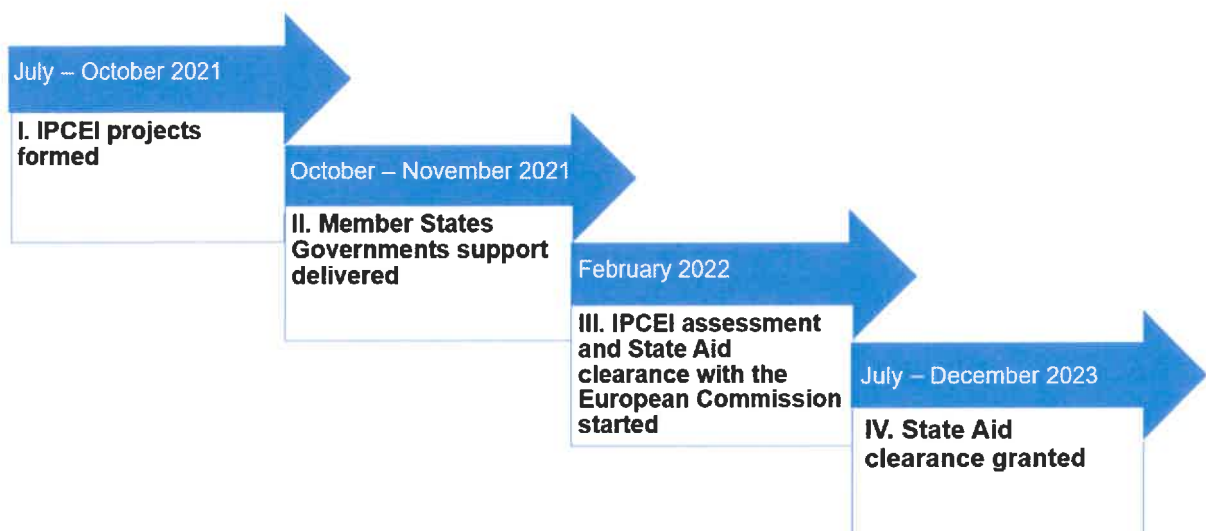 July – October 2021
I. IPCEI projects
formed
October – November 2021
II. Member States
Governments support
delivered
February 2022
III. IPCEI assessment
and State Aid
clearance with the
European Commission
started
July – December 2023
IV. State Aid
clearance granted